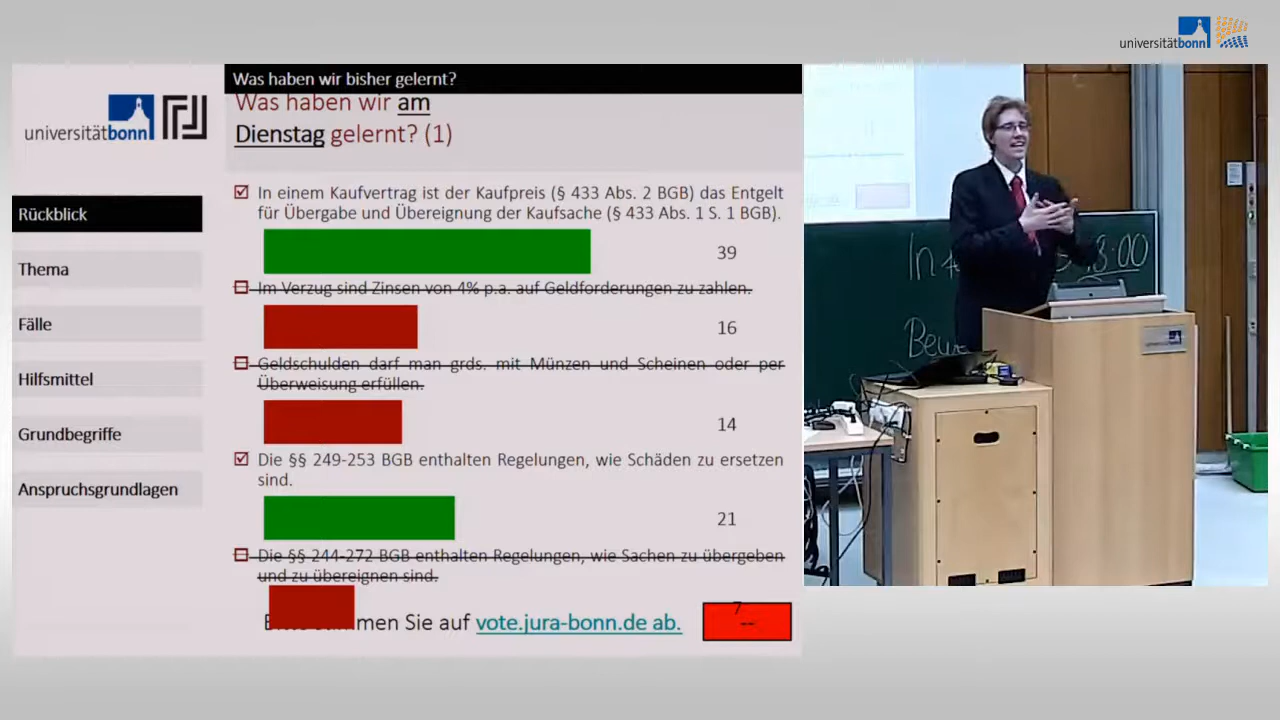 universitätbonn
Was haben wir bisher gelernt?
universitätbonn
Was haben wir am
Dienstag gelernt? (1)
In einem Kaufvertrag ist der Kaufpreis (§ 433 Abs. 2 BGB) das Entgelt
für Übergabe und Übereignung der Kaufsache (§ 433 Abs. 1 S. 1 BGB).
39
Im Verzug sind Zinsen von 4% p.a. auf Geldforderungen zu zahlen.
16
Geldschulden darf man grds. mit Münzen und Scheinen oder per
Überweisung erfüllen.
14
Die §§ 249-253 BGB enthalten Regelungen, wie Schäden zu ersetzen
sind.
21
Die §§ 244-272 BGB enthalten Regelungen, wie Sachen zu übergeben
und zu übereignen sind.
7
men Sie auf vote.jura-bonn.de ab.
--
Rückblick
Thema
Fälle
Hilfsmittel
Grundbegriffe
Anspruchsgrundlagen
In
:00